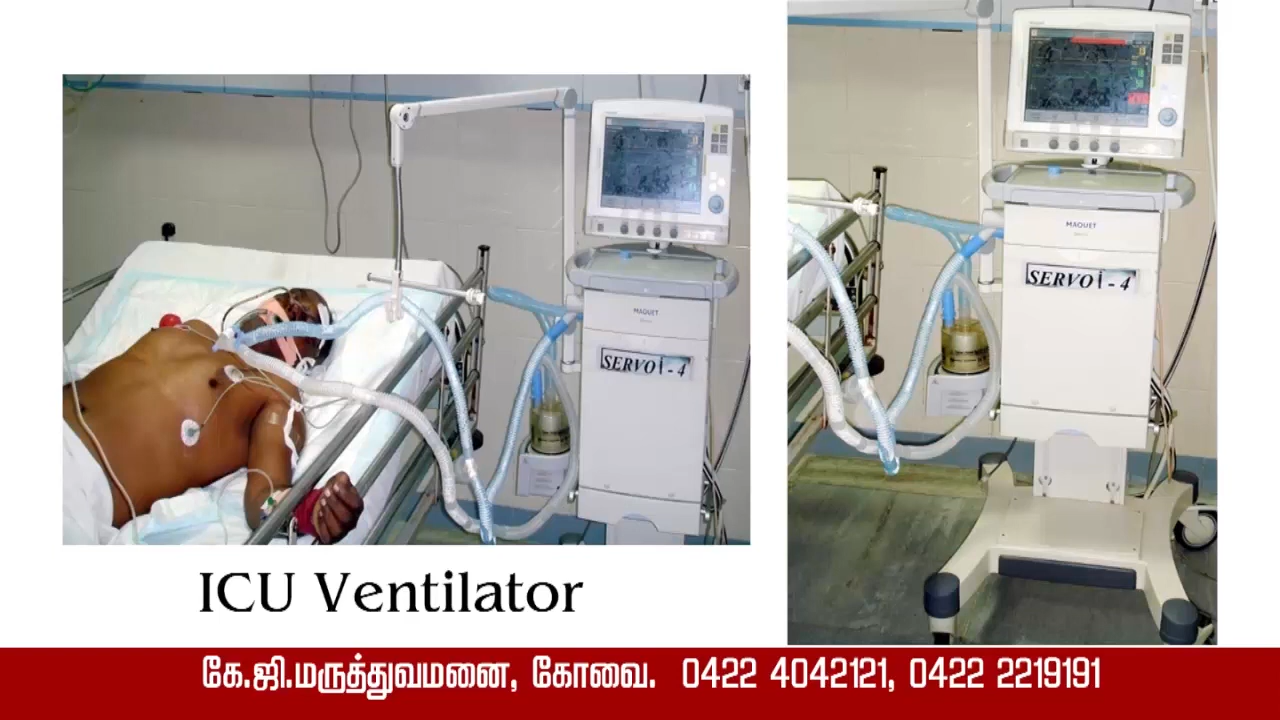 MAQUET
SERVO i - 4
MAQUET
SERVO i - 4
ICU Ventilator
கே.ஜி.மருத்துவமனை, கோவை. 0422 4042121, 0422 2219191